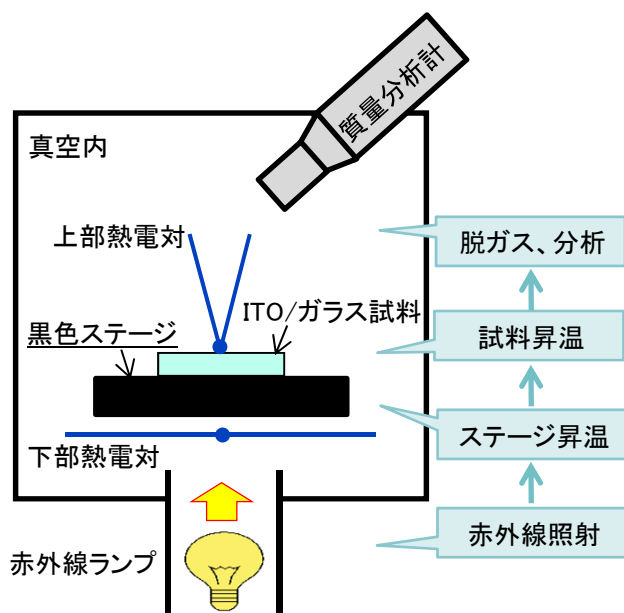 質量分析計
真空内
上部熱電対
脱ガス、分析
ITO/ガラス試料
黒色ステージ
試料昇温
ステージ昇温
下部熱電対
赤外線照射
赤外線ランプ